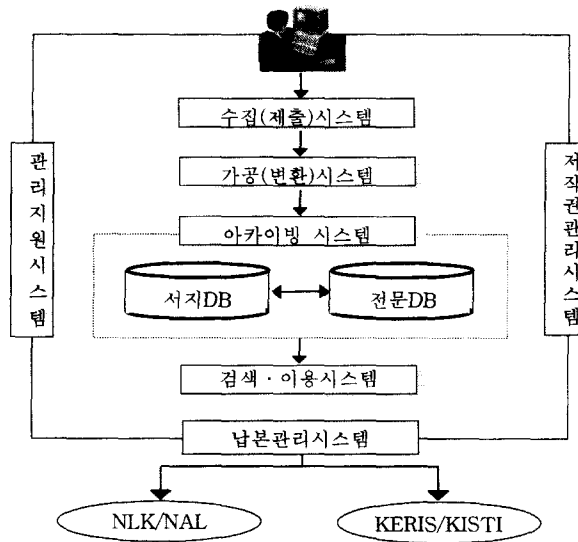 수집(제출)시스템
가공(변환)시스템
아카이빙 시스템
서지DB
전문DB
검색·이용시스템
납본관리시스템
관리지원시스템
저작권관리시스템
NLK/NAL
KERIS/KISTI